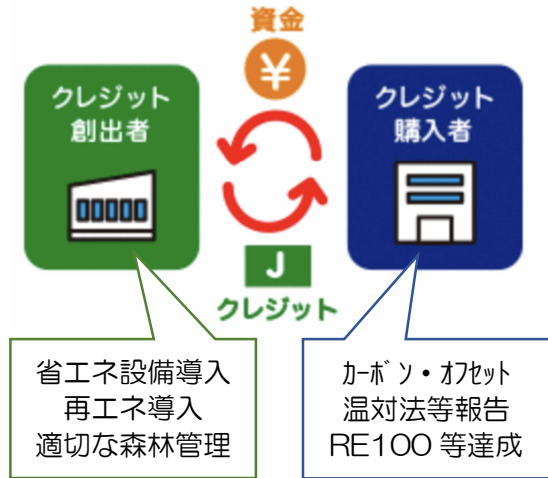 資金
¥
クレジット
創出者
クレジット
購入者
J
クレジット
省エネ設備導入
再エネ導入
適切な森林管理
ｶｰﾎﾞﾝ・ｵﾌｾｯﾄ
温対法等報告
RE100 等達成